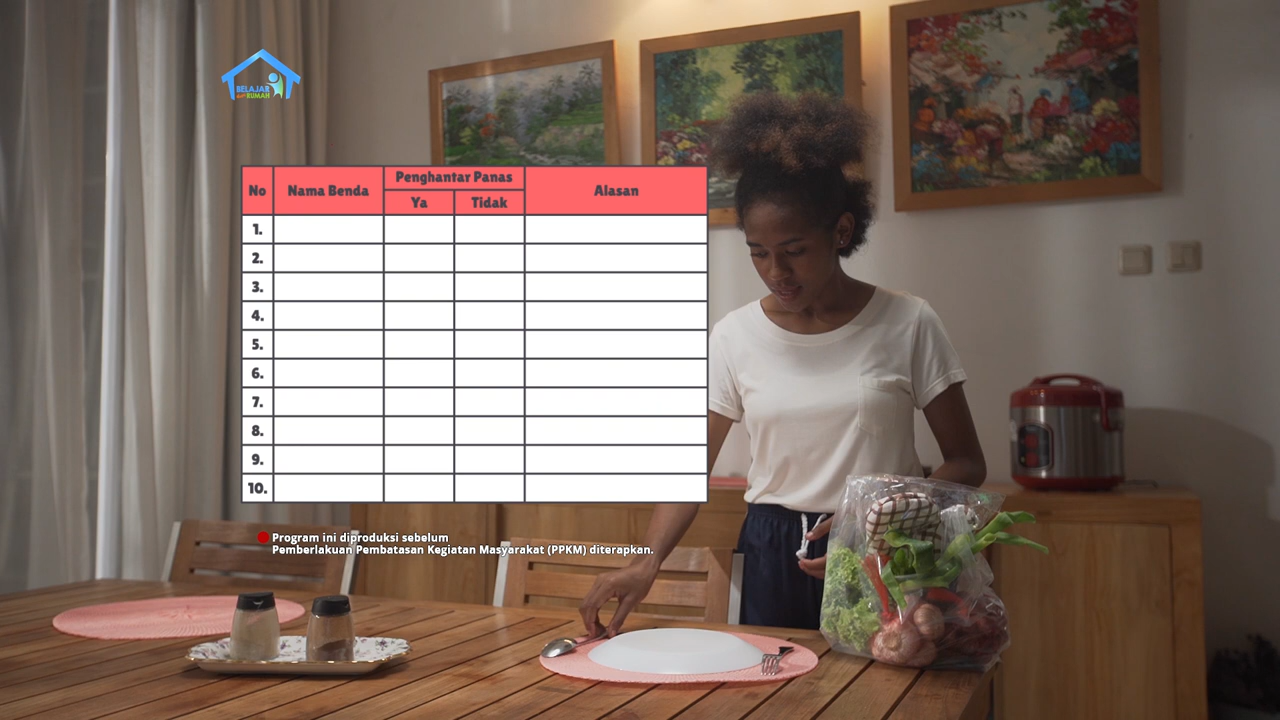 BELAJAR
dari RUMAH
No Nama Benda Penghantar Panas Alasan
Ya Tidak
1.
2.
3.
4.
5.
6.
7.
8.
9.
10.
Program ini diproduksi sebelum
Pemberlakuan Pembatasan Kegiatan Masyarakat (PPKM) diterapkan.